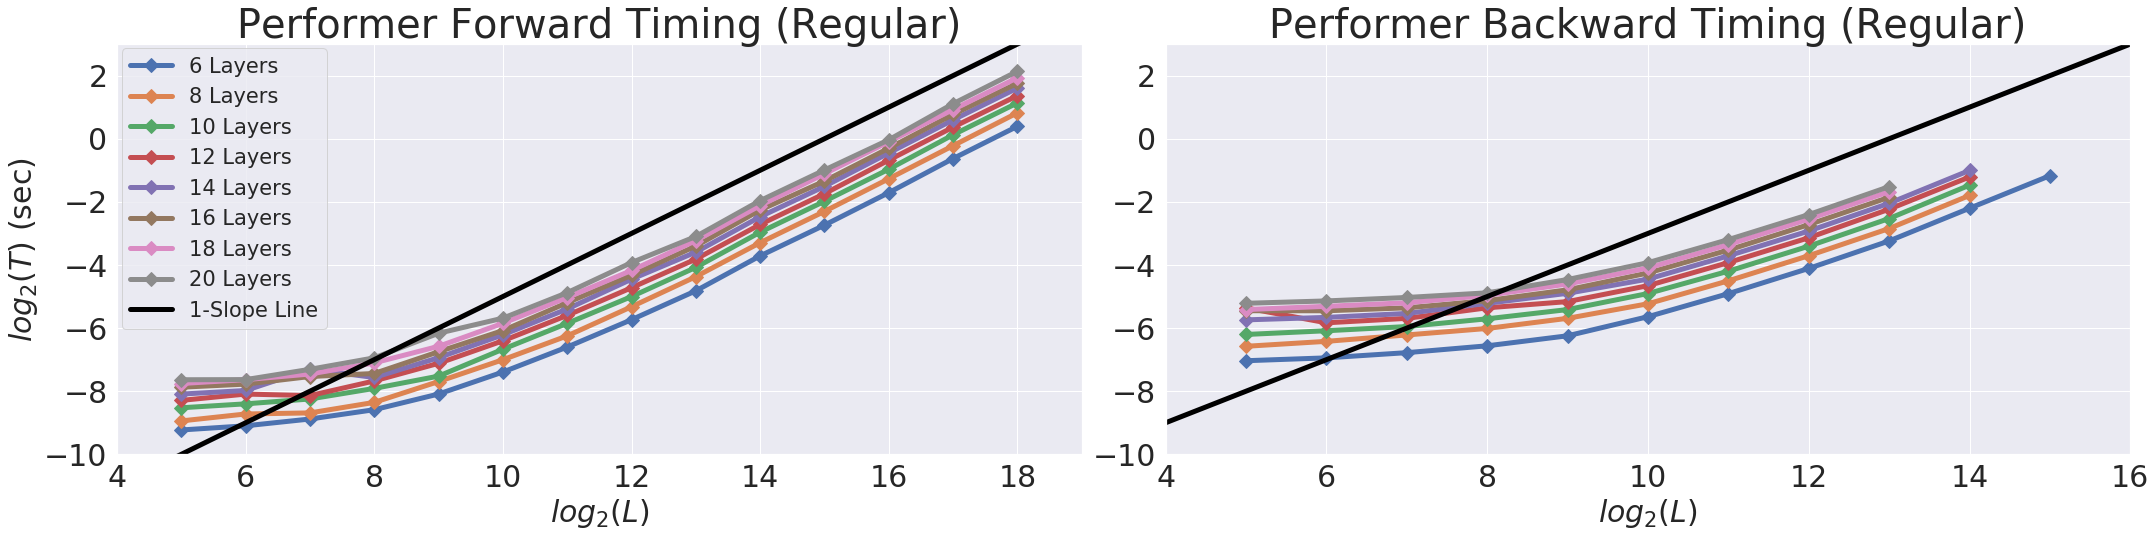 Performer Forward Timing (Regular)
2
0
−2
−4
−6
−8
−10
log₂(T) (sec)
6 Layers
8 Layers
10 Layers
12 Layers
14 Layers
16 Layers
18 Layers
20 Layers
1-Slope Line
4 6 8 10 12 14 16 18
log₂(L)
Performer Backward Timing (Regular)
2
0
−2
−4
−6
−8
−10
4 6 8 10 12 14 16
log₂(L)